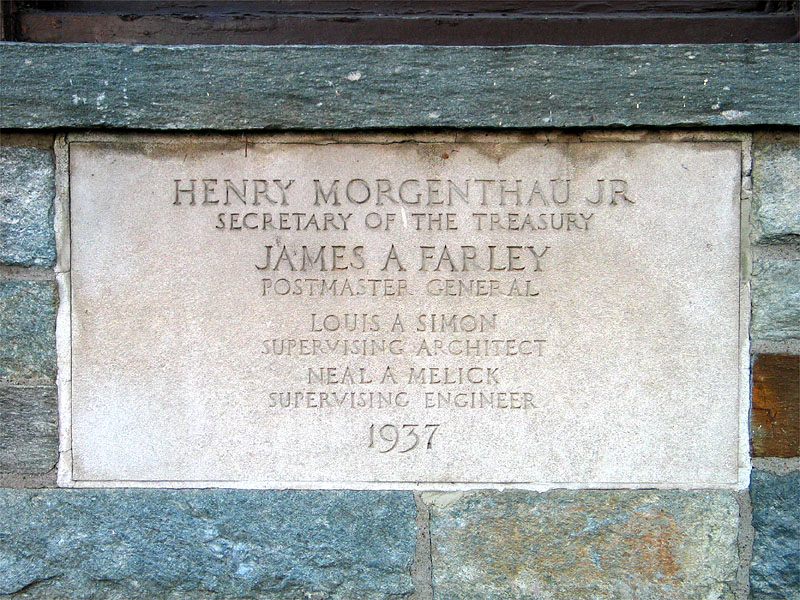 HENRY MORGENTHAU JR
SECRETARY OF THE TREASURY
JAMES A FARLEY
POSTMASTER GENERAL
LOUIS A SIMON
SUPERVISING ARCHITECT
NEAL A MELICK
SUPERVISING ENGINEER
1937